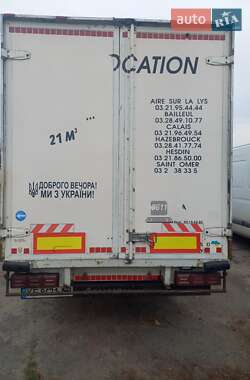 AUTO RIA
OCATION
21 M³
AIRE SUR LA LYS
03.21.95.44.44
BAILLEUL
03.28.49.10.77
CALAIS
03.21.96.49.54
HAZEBROUCK
03.28.41.77.74
HESDIN
03.21.86.50.00
SAINT OMER
03 2 38 33 5
ДОБРОГО ВЕЧОРА!
МИ З УКРАЇНИ!